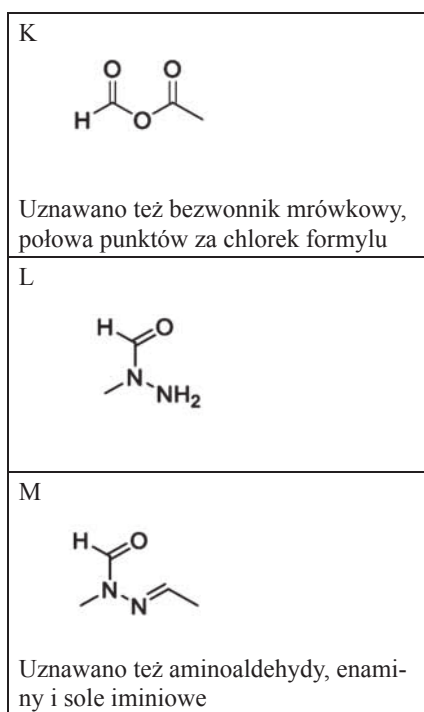 K
O O
H O
Uznawano też bezwonnik mrówkowy,
połowa punktów za chlorek formylu
L
H O
N
NH₂
M
H O
N
N
Uznawano też aminoaldehydy, enami-
ny i sole iminiowe